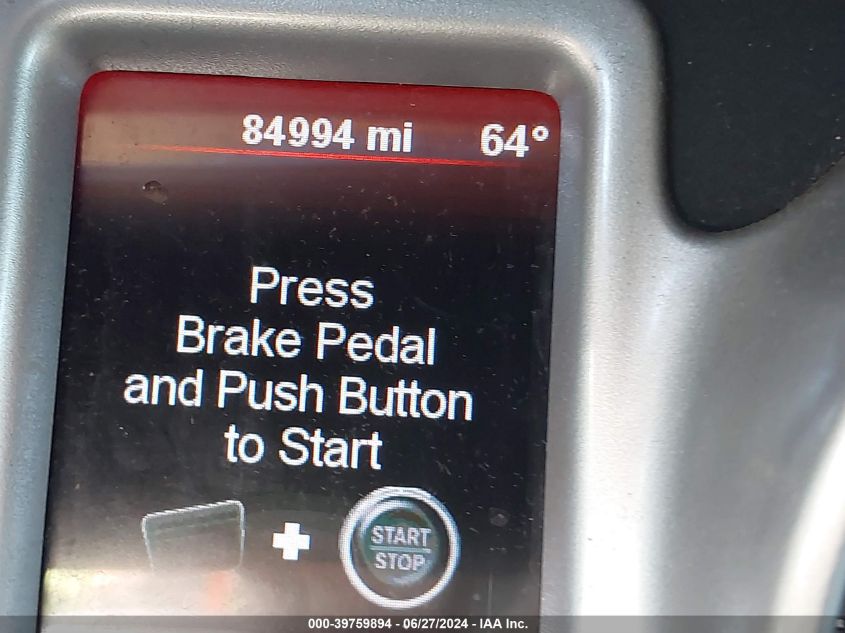 84994 mi 64°
Press
Brake Pedal
and Push Button
to Start
START
STOP
000-39759894 - 06/27/2024 - IAA Inc.